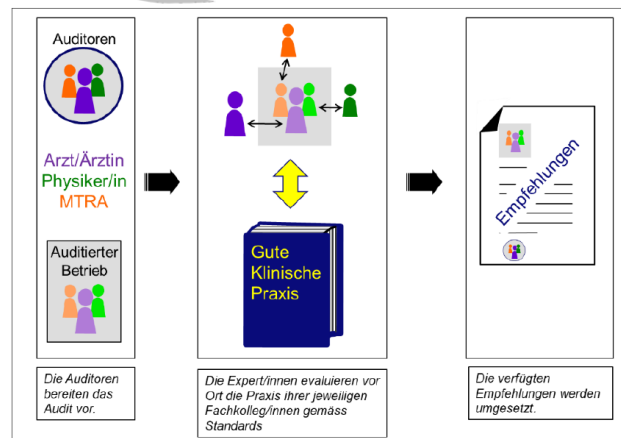 Auditoren
Arzt/Ärztin
Physiker/in
MTRA
Auditierter
Betrieb
Die Auditoren
bereiten das
Audit vor.
Gute
Klinische
Praxis
Die Expert/innen evaluieren vor
Ort die Praxis ihrer jeweiligen
Fachkolleg/innen gemäss
Standards
Empfehlungen
Die verfügten
Empfehlungen werden
umgesetzt.